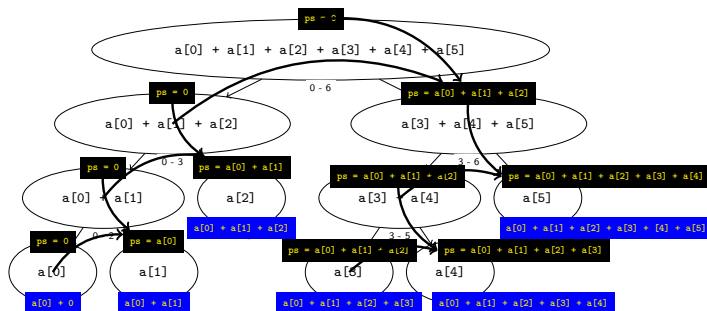 ps = 0
a[0] + a[1] + a[2] + a[3] + a[4] + a[5]
0 - 6
ps = 0
ps = a[0] + a[1] + a[2]
a[0] + a[1] + a[2]
a[3] + a[4] + a[5]
0 - 3
3 - 6
ps = 0
ps = a[0] + a[1]
ps = a[0] + a[1] + a[2]
ps = a[0] + a[1] + a[2] + a[3] + a[4]
a[0] + a[1]
a[2]
a[3] + a[4]
a[5]
a[0] + a[1] + a[2]
a[0] + a[1] + a[2] + a[3] + [4] + a[5]
0 - 2
3 - 5
ps = 0
ps = a[0]
ps = a[0] + a[1] + a[2]
ps = a[0] + a[1] + a[2] + a[3]
a[0]
a[1]
a[3]
a[4]
a[0] + 0
a[0] + a[1]
a[0] + a[1] + a[2] + a[3]
a[0] + a[1] + a[2] + a[3] + a[4]